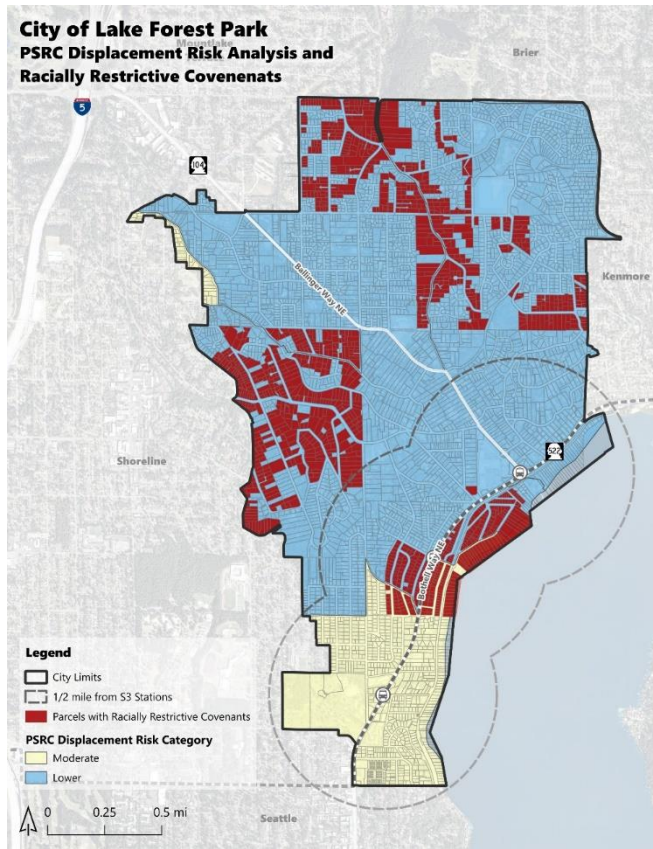 City of Lake Forest Park
PSRC Displacement Risk Analysis and
Racially Restrictive Covenenats
Mountlake
Brier
5
104
Ballinger Way NE
Kenmore
Shoreline
522
Bothell Way NE
Legend
City Limits
1/2 mile from S3 Stations
Parcels with Racially Restrictive Covenants
PSRC Displacement Risk Category
Moderate
Lower
0 0.25 0.5 mi
Seattle